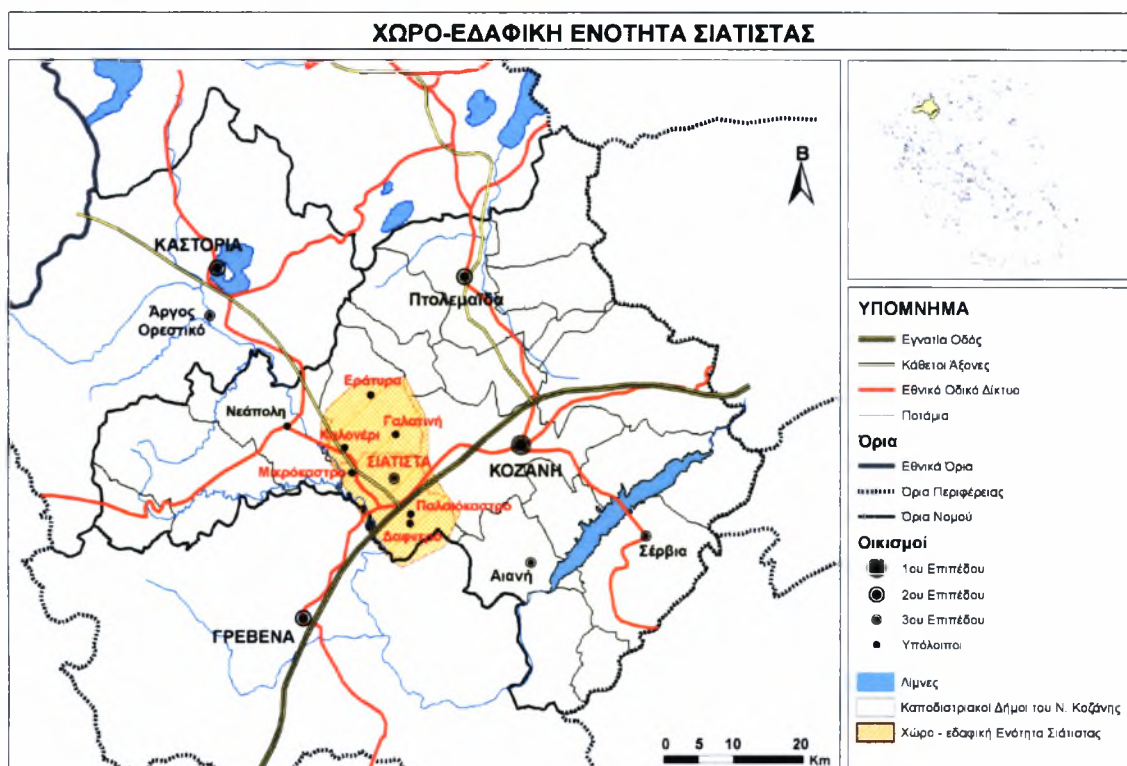 ΧΩΡΟ-ΕΔΑΦΙΚΗ ΕΝΟΤΗΤΑ ΣΙΑΤΙΣΤΑΣ
Β
ΚΑΣΤΟΡΙΑ
Πτολεμαΐδα
Άργος
Ορεστικό
Εράτυρα
Νεάπολη
Γαλατινή
Καλονέρι
ΣΙΑΤΙΣΤΑ
ΚΟΖΑΝΗ
Μικρόκαστρο
Παλαιόκαστρο
Δαφνερό
Σέρβια
Αιανή
ΓΡΕΒΕΝΑ
0 5 10 20
Km
ΥΠΟΜΝΗΜΑ
Εγνατία Οδός
Κάθετοι Άξονες
Εθνικό Οδικό Δίκτυο
Ποτάμια
Όρια
Εθνικά Όρια
Όρια Περιφέρειας
Όρια Νομού
Οικισμοί
1ου Επιπέδου
2ου Επιπέδου
3ου Επιπέδου
Υπόλοιποι
Λίμνες
Καποδιστριακοί Δήμοι του Ν. Κοζάνης
Χώρο - εδαφική Ενότητα Σιάτιστας